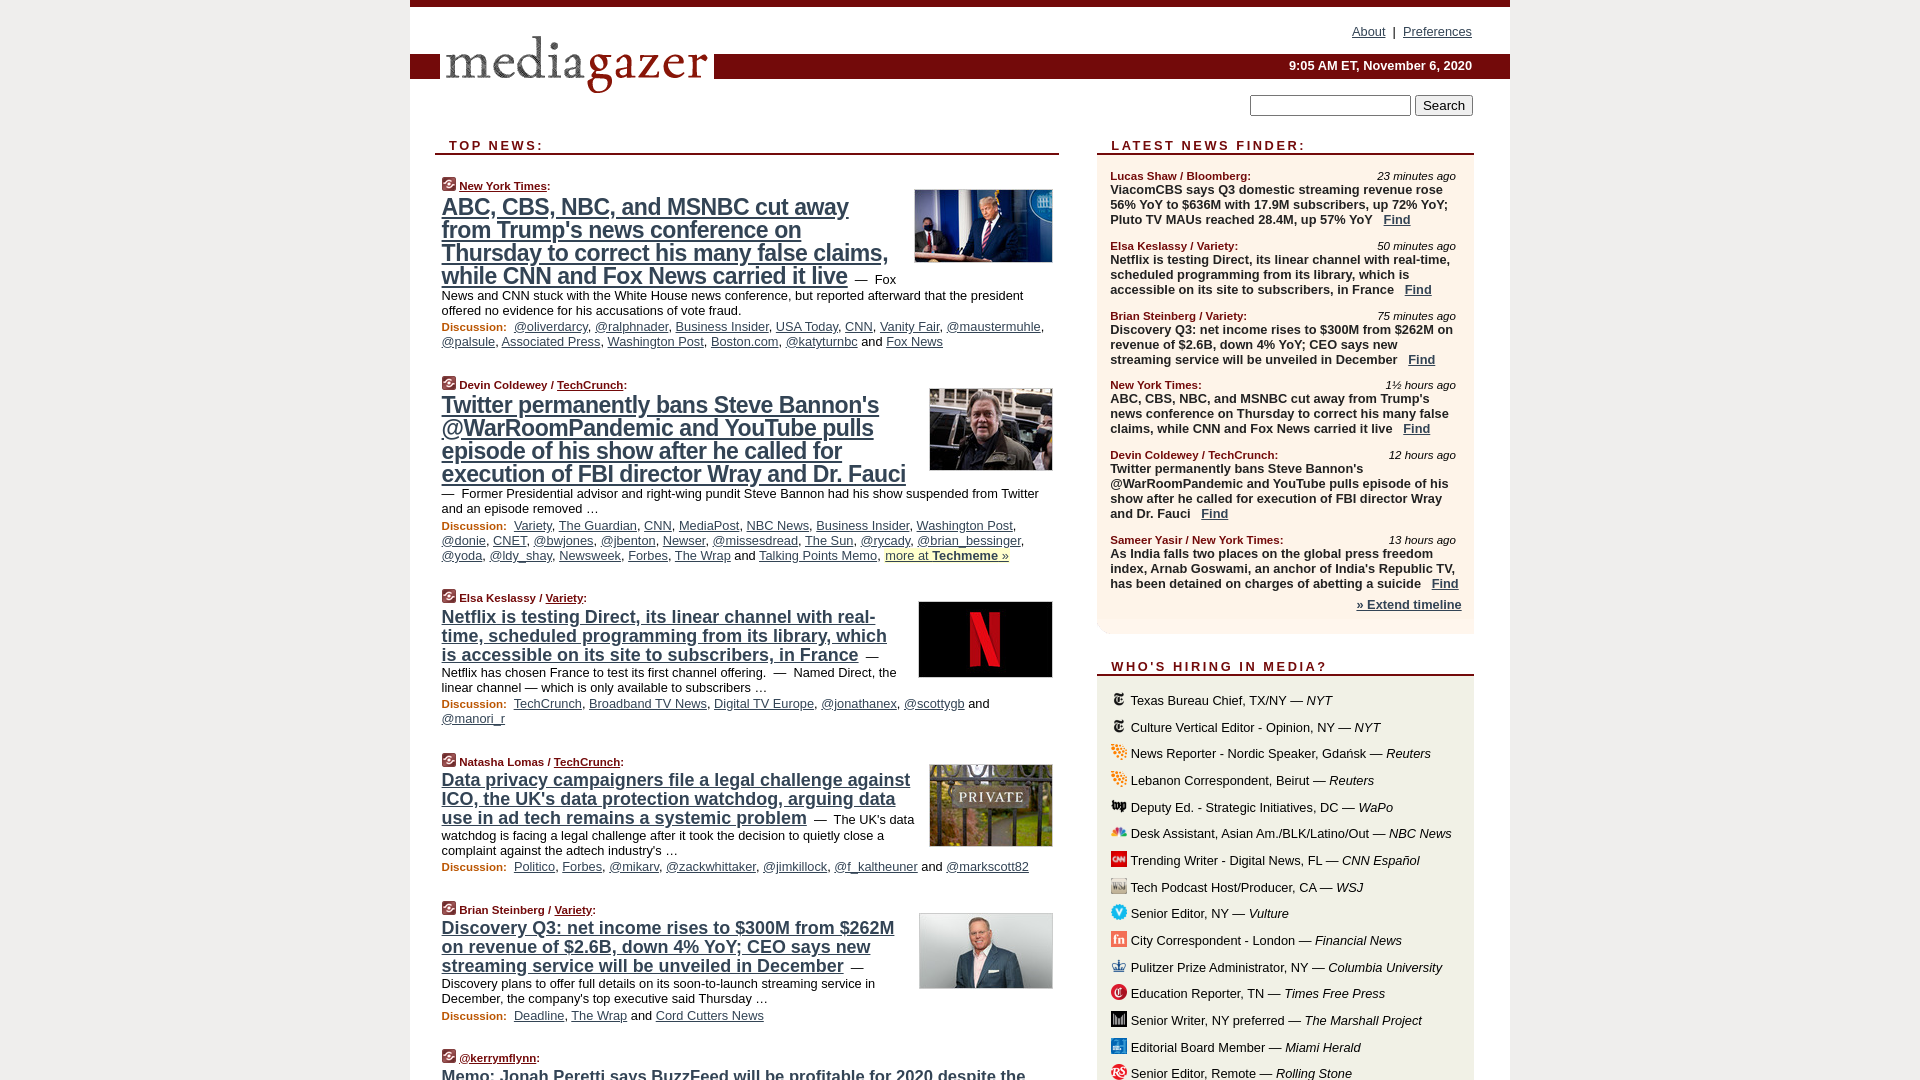 About | Preferences
mediagazer
9:05 AM ET, November 6, 2020
Search
TOP NEWS:
New York Times:
ABC, CBS, NBC, and MSNBC cut away
from Trump's news conference on
Thursday to correct his many false claims,
while CNN and Fox News carried it live — Fox
News and CNN stuck with the White House news conference, but reported afterward that the president
offered no evidence for his accusations of vote fraud.
Discussion: @oliverdarcy, @ralphnader, Business Insider, USA Today, CNN, Vanity Fair, @maustermuhle,
@palsule, Associated Press, Washington Post, Boston.com, @katyturnbc and Fox News
Devin Coldewey / TechCrunch:
Twitter permanently bans Steve Bannon's
@WarRoomPandemic and YouTube pulls
episode of his show after he called for
execution of FBI director Wray and Dr. Fauci
— Former Presidential advisor and right-wing pundit Steve Bannon had his show suspended from Twitter
and an episode removed …
Discussion: Variety, The Guardian, CNN, MediaPost, NBC News, Business Insider, Washington Post,
@donie, CNET, @bwjones, @jbenton, Newser, @missesdread, The Sun, @rycady, @brian_bessinger,
@yoda, @ldy_shay, Newsweek, Forbes, The Wrap and Talking Points Memo, more at Techmeme »
Elsa Keslassy / Variety:
Netflix is testing Direct, its linear channel with real-
time, scheduled programming from its library, which
is accessible on its site to subscribers, in France —
Netflix has chosen France to test its first channel offering. — Named Direct, the
linear channel — which is only available to subscribers …
Discussion: TechCrunch, Broadband TV News, Digital TV Europe, @jonathanex, @scottygb and
@manori_r
Natasha Lomas / TechCrunch:
Data privacy campaigners file a legal challenge against
ICO, the UK's data protection watchdog, arguing data
use in ad tech remains a systemic problem — The UK's data
watchdog is facing a legal challenge after it took the decision to quietly close a
complaint against the adtech industry's …
PRIVATE
Discussion: Politico, Forbes, @mikarv, @zackwhittaker, @jimkillock, @f_kaltheuner and @markscott82
Brian Steinberg / Variety:
Discovery Q3: net income rises to $300M from $262M
on revenue of $2.6B, down 4% YoY; CEO says new
streaming service will be unveiled in December —
Discovery plans to offer full details on its soon-to-launch streaming service in
December, the company's top executive said Thursday …
Discussion: Deadline, The Wrap and Cord Cutters News
@kerrymflynn:
Memo: Jonah Peretti says BuzzFeed will be profitable for 2020 despite the
LATEST NEWS FINDER:
Lucas Shaw / Bloomberg: 23 minutes ago
ViacomCBS says Q3 domestic streaming revenue rose
56% YoY to $636M with 17.9M subscribers, up 72% YoY;
Pluto TV MAUs reached 28.4M, up 57% YoY Find
Elsa Keslassy / Variety: 50 minutes ago
Netflix is testing Direct, its linear channel with real-time,
scheduled programming from its library, which is
accessible on its site to subscribers, in France Find
Brian Steinberg / Variety: 75 minutes ago
Discovery Q3: net income rises to $300M from $262M on
revenue of $2.6B, down 4% YoY; CEO says new
streaming service will be unveiled in December Find
New York Times: 1½ hours ago
ABC, CBS, NBC, and MSNBC cut away from Trump's
news conference on Thursday to correct his many false
claims, while CNN and Fox News carried it live Find
Devin Coldewey / TechCrunch: 12 hours ago
Twitter permanently bans Steve Bannon's
@WarRoomPandemic and YouTube pulls episode of his
show after he called for execution of FBI director Wray
and Dr. Fauci Find
Sameer Yasir / New York Times: 13 hours ago
As India falls two places on the global press freedom
index, Arnab Goswami, an anchor of India's Republic TV,
has been detained on charges of abetting a suicide Find
» Extend timeline
WHO'S HIRING IN MEDIA?
Texas Bureau Chief, TX/NY — NYT
Culture Vertical Editor - Opinion, NY — NYT
News Reporter - Nordic Speaker, Gdańsk — Reuters
Lebanon Correspondent, Beirut — Reuters
Deputy Ed. - Strategic Initiatives, DC — WaPo
Desk Assistant, Asian Am./BLK/Latino/Out — NBC News
Trending Writer - Digital News, FL — CNN Español
Tech Podcast Host/Producer, CA — WSJ
Senior Editor, NY — Vulture
City Correspondent - London — Financial News
Pulitzer Prize Administrator, NY — Columbia University
Education Reporter, TN — Times Free Press
Senior Writer, NY preferred — The Marshall Project
Editorial Board Member — Miami Herald
Senior Editor, Remote — Rolling Stone